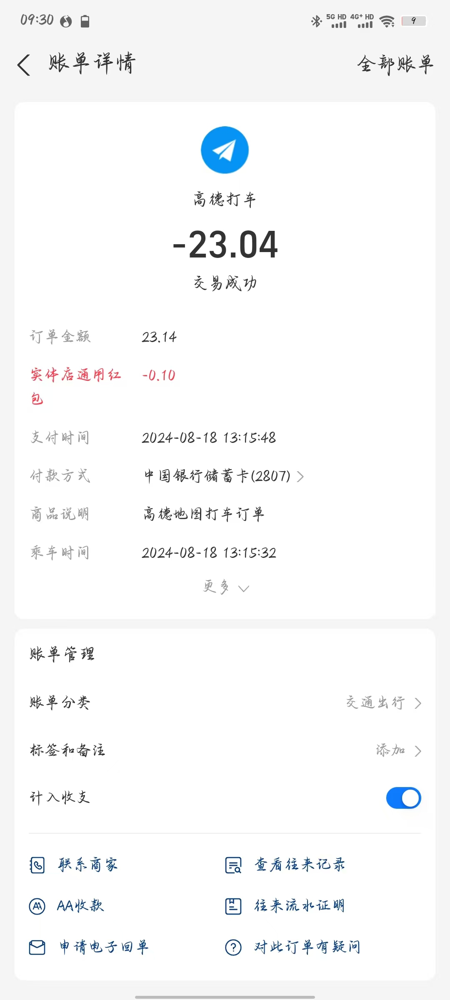 09:30
5G HD 4G+ HD 9
账单详情
全部账单
高德打车
-23.04
交易成功
订单金额 23.14
实体店通用红包 -0.10
支付时间 2024-08-18 13:15:48
付款方式 中国银行储蓄卡(2807)
商品说明 高德地图打车订单
乘车时间 2024-08-18 13:15:32
更多
账单管理
账单分类 交通出行
标签和备注 添加
计入收支
联系商家 查看往来记录
AA收款 往来流水证明
申请电子回单 对此订单有疑问